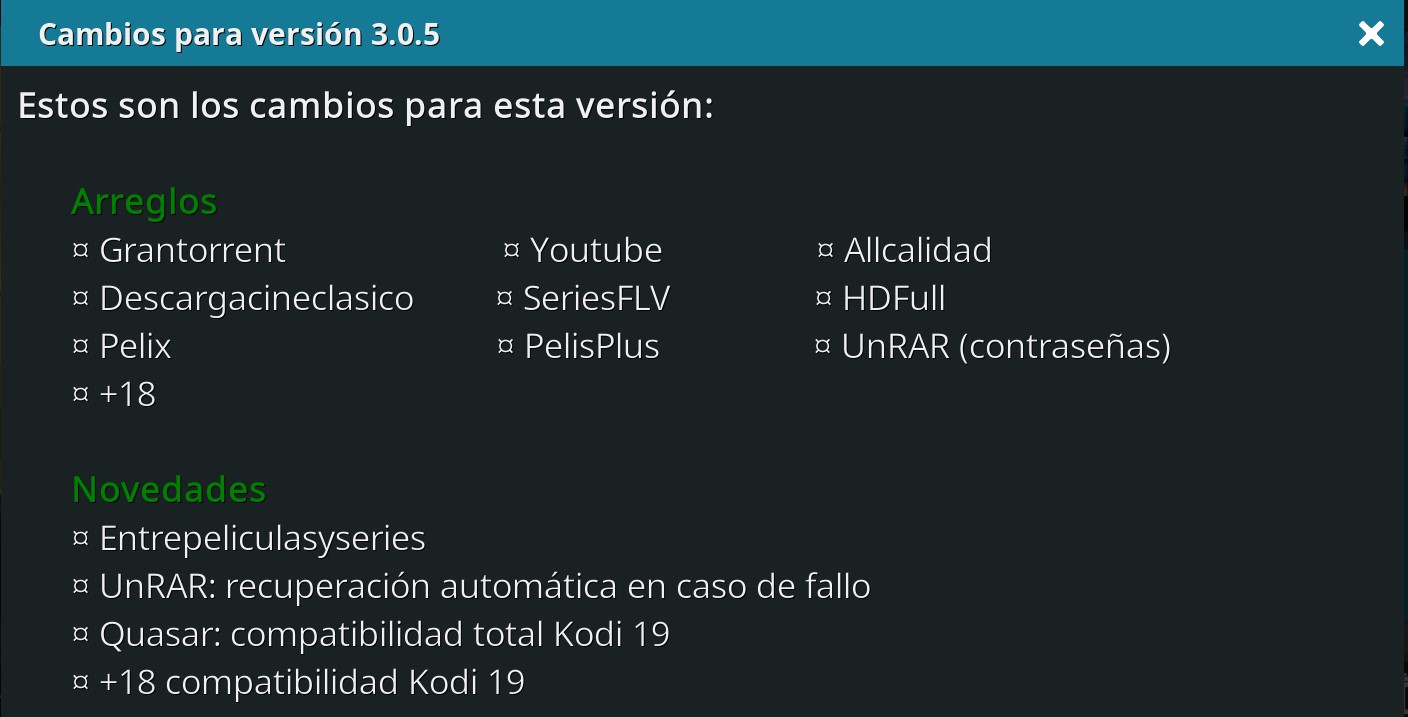 Cambios para versión 3.0.5
Estos son los cambios para esta versión:
Arreglos
¤ Grantorrent ¤ Youtube ¤ Allcalidad
¤ Descargacineclasico ¤ SeriesFLV ¤ HDFull
¤ Pelix ¤ PelisPlus ¤ UnRAR (contraseñas)
¤ +18
Novedades
¤ Entrepeliculasyseries
¤ UnRAR: recuperación automática en caso de fallo
¤ Quasar: compatibilidad total Kodi 19
¤ +18 compatibilidad Kodi 19